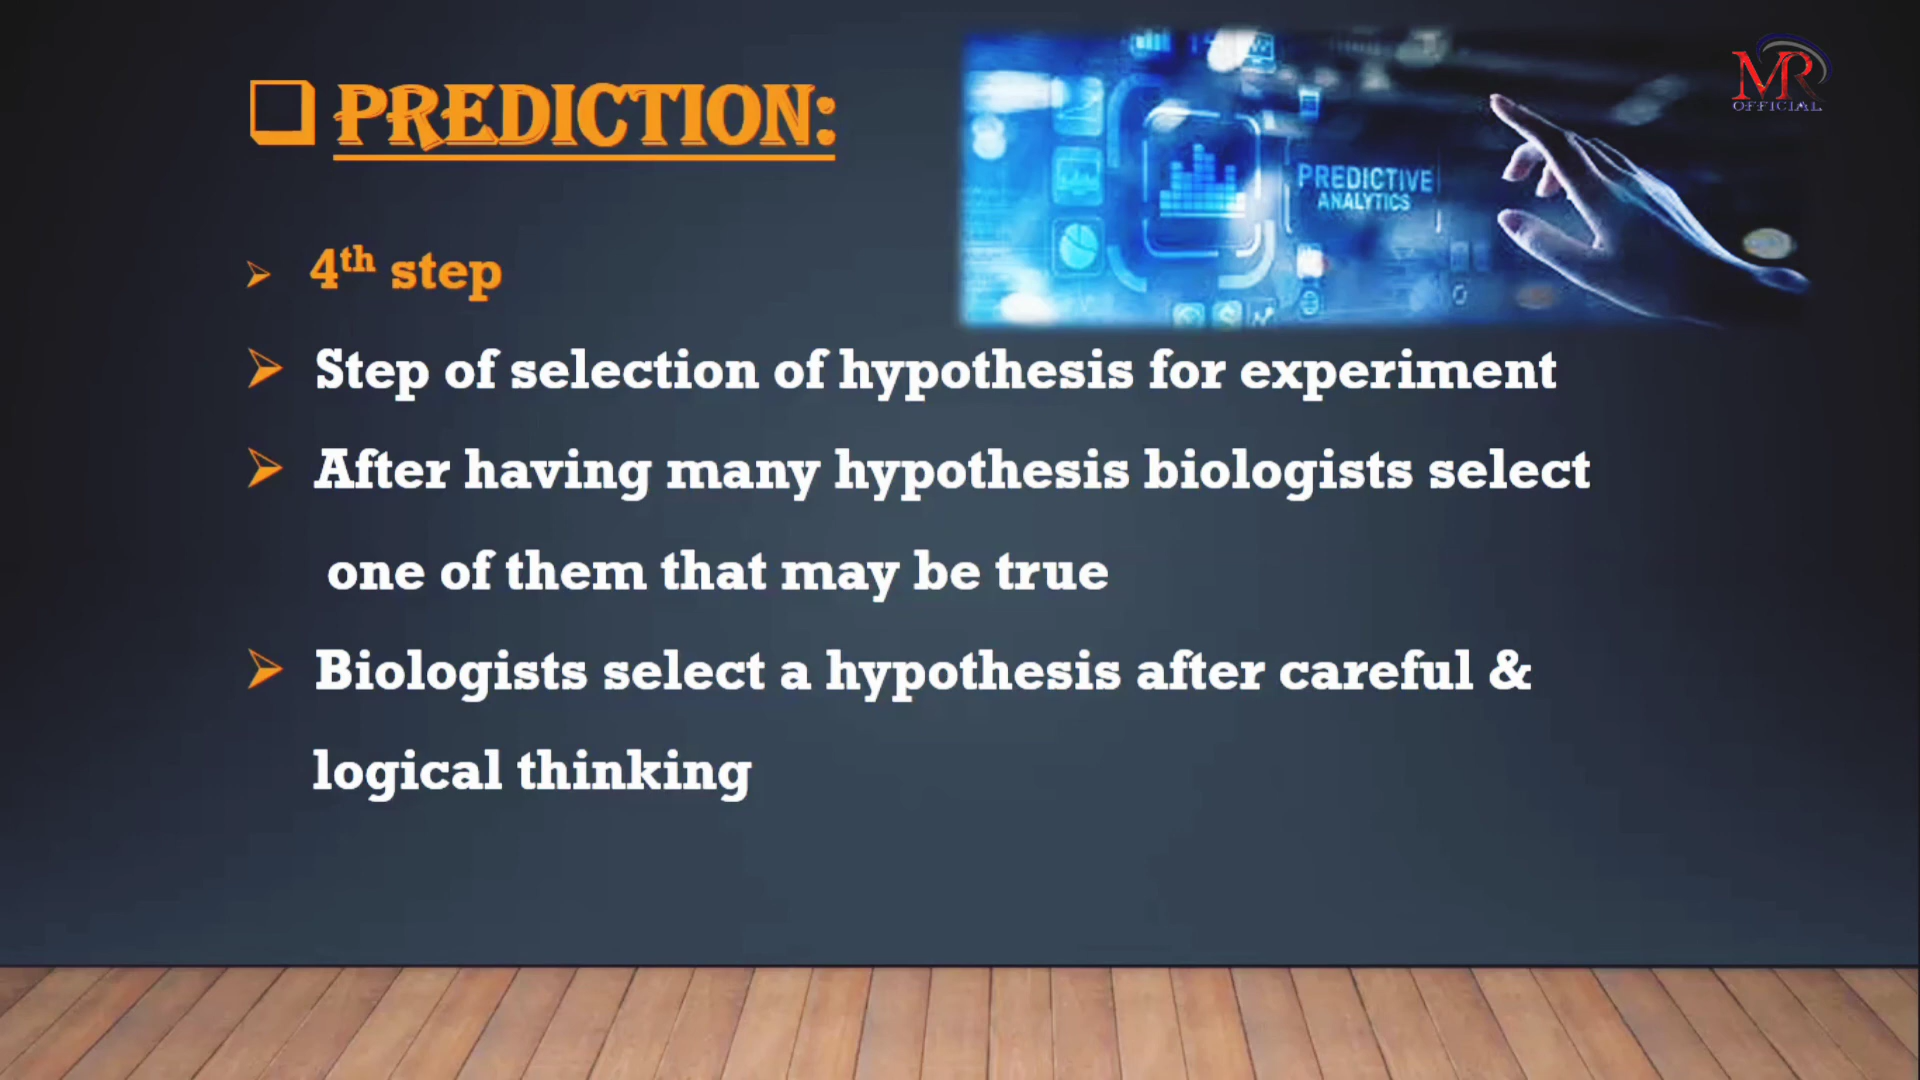 PREDICTION:
PREDICTIVE
ANALYTICS
MR
OFFICIAL
4th step
Step of selection of hypothesis for experiment
After having many hypothesis biologists select
one of them that may be true
Biologists select a hypothesis after careful &
logical thinking